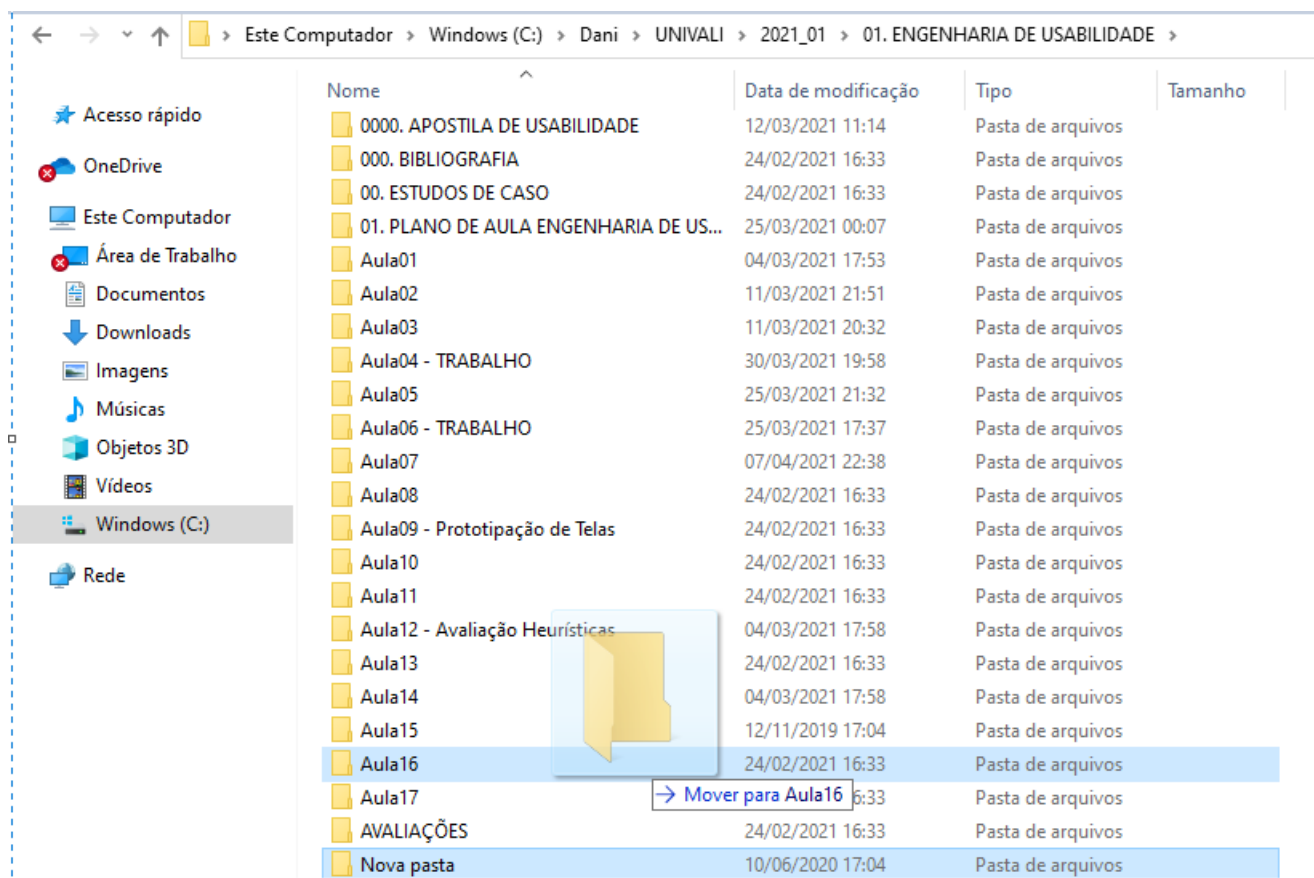 Este Computador > Windows (C:) > Dani > UNIVALI > 2021_01 > 01. ENGENHARIA DE USABILIDADE >
Acesso rápido
OneDrive
Este Computador
Área de Trabalho
Documentos
Downloads
Imagens
Músicas
Objetos 3D
Vídeos
Windows (C:)
Rede
Nome Data de modificação Tipo Tamanho
0000. APOSTILA DE USABILIDADE 12/03/2021 11:14 Pasta de arquivos
000. BIBLIOGRAFIA 24/02/2021 16:33 Pasta de arquivos
00. ESTUDOS DE CASO 24/02/2021 16:33 Pasta de arquivos
01. PLANO DE AULA ENGENHARIA DE US... 25/03/2021 00:07 Pasta de arquivos
Aula01 04/03/2021 17:53 Pasta de arquivos
Aula02 11/03/2021 21:51 Pasta de arquivos
Aula03 11/03/2021 20:32 Pasta de arquivos
Aula04 - TRABALHO 30/03/2021 19:58 Pasta de arquivos
Aula05 25/03/2021 21:32 Pasta de arquivos
Aula06 - TRABALHO 25/03/2021 17:37 Pasta de arquivos
Aula07 07/04/2021 22:38 Pasta de arquivos
Aula08 24/02/2021 16:33 Pasta de arquivos
Aula09 - Prototipação de Telas 24/02/2021 16:33 Pasta de arquivos
Aula10 24/02/2021 16:33 Pasta de arquivos
Aula11 24/02/2021 16:33 Pasta de arquivos
Aula12 - Avaliação Heurísticas 04/03/2021 17:58 Pasta de arquivos
Aula13 24/02/2021 16:33 Pasta de arquivos
Aula14 04/03/2021 17:58 Pasta de arquivos
Aula15 12/11/2019 17:04 Pasta de arquivos
Aula16 24/02/2021 16:33 Pasta de arquivos
Aula17 Mover para Aula16 6:33 Pasta de arquivos
AVALIAÇÕES 24/02/2021 16:33 Pasta de arquivos
Nova pasta 10/06/2020 17:04 Pasta de arquivos